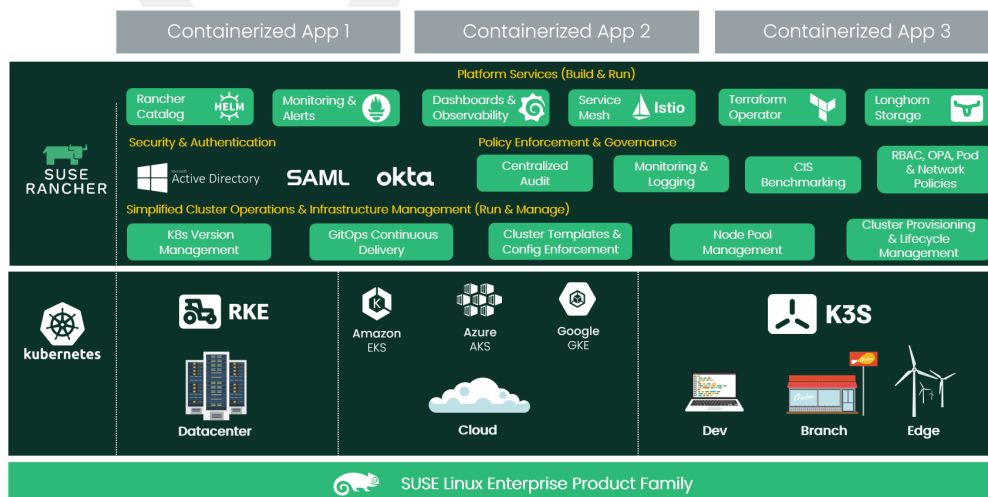 Containerized App 1
Containerized App 2
Containerized App 3
Platform Services (Build & Run)
Rancher
Catalog
HELM
Monitoring &
Alerts
Dashboards &
Observability
Service
Mesh
Istio
Terraform
Operator
Longhorn
Storage
SUSE
RANCHER
Security & Authentication
Microsoft
Active Directory
SAML
okta
Policy Enforcement & Governance
Centralized
Audit
Monitoring &
Logging
CIS
Benchmarking
RBAC, OPA, Pod
& Network
Policies
Simplified Cluster Operations & Infrastructure Management (Run & Manage)
K8s Version
Management
GitOps Continuous
Delivery
Cluster Templates &
Config Enforcement
Node Pool
Management
Cluster Provisioning
& Lifecycle
Management
kubernetes
RKE
Datacenter
K
Amazon
EKS
Azure
AKS
Google
GKE
Cloud
K3S
Dev
Branch
Edge
SUSE Linux Enterprise Product Family